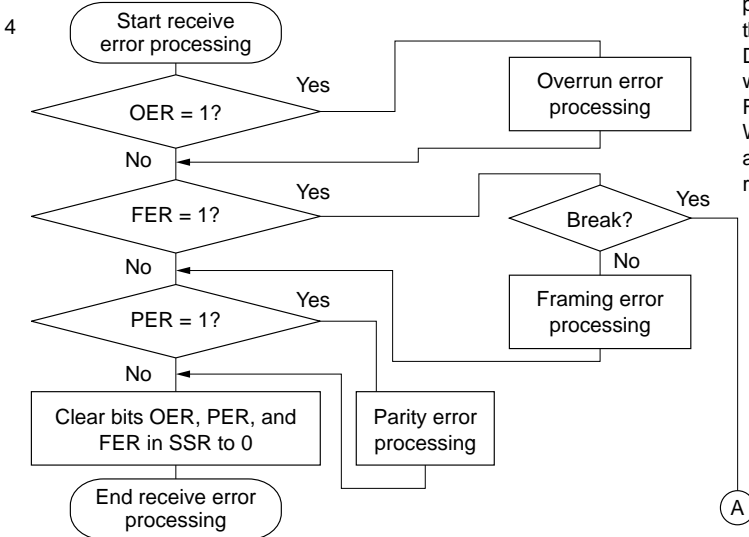 4
Start receive
error processing
OER = 1?
Yes
No
Overrun error
processing
FER = 1?
Yes
No
Break?
Yes
No
Framing error
processing
PER = 1?
Yes
No
Parity error
processing
Clear bits OER, PER, and
FER in SSR to 0
End receive error
processing
A